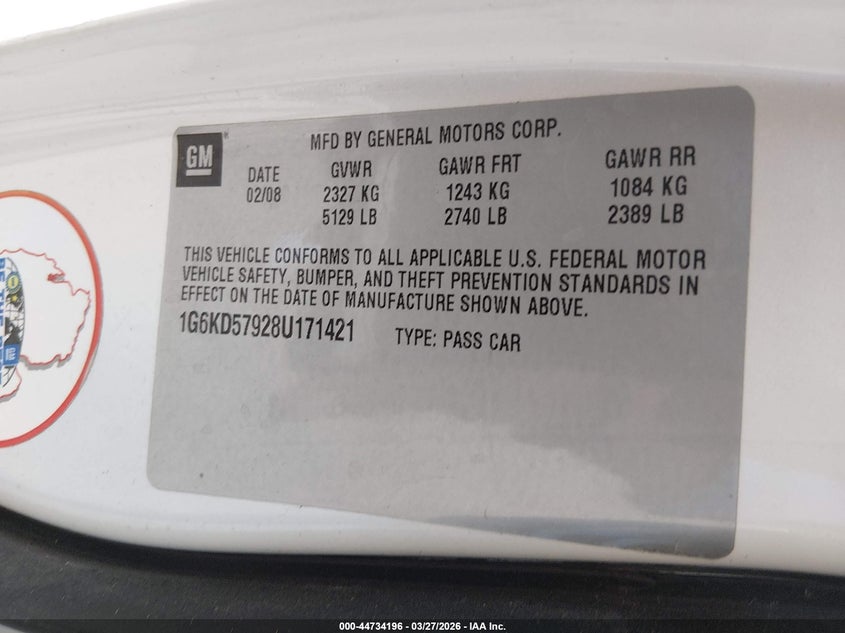 GM
MFD BY GENERAL MOTORS CORP.
DATE GVWR GAWR FRT GAWR RR
02/08 2327 KG 1243 KG 1084 KG
5129 LB 2740 LB 2389 LB
THIS VEHICLE CONFORMS TO ALL APPLICABLE U.S. FEDERAL MOTOR
VEHICLE SAFETY, BUMPER, AND THEFT PREVENTION STANDARDS IN
EFFECT ON THE DATE OF MANUFACTURE SHOWN ABOVE.
1G6KD57928U171421 TYPE: PASS CAR
GM
000-44734196 - 03/27/2026 - IAA Inc.